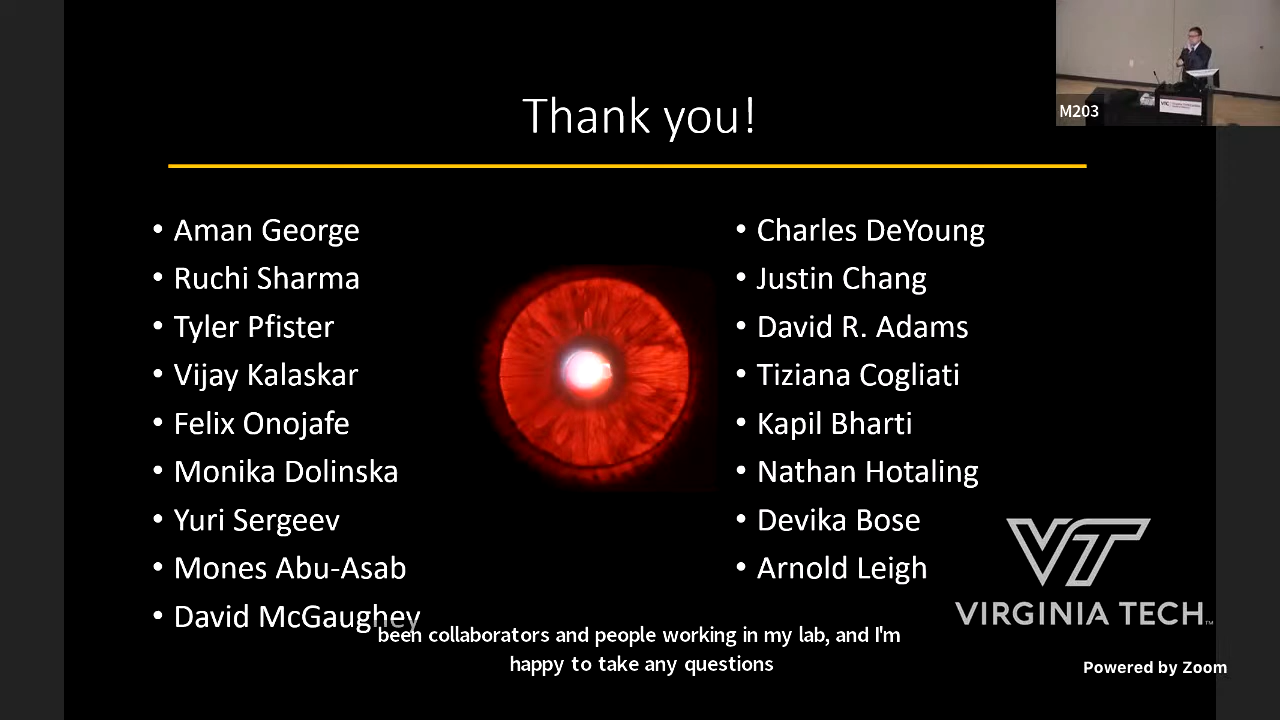 Thank you!
M203
• Aman George
• Ruchi Sharma
• Tyler Pfister
• Vijay Kalaskar
• Felix Onojafe
• Monika Dolinska
• Yuri Sergeev
• Mones Abu-Asab
• David McGaughey
• Charles DeYoung
• Justin Chang
• David R. Adams
• Tiziana Cogliati
• Kapil Bharti
• Nathan Hotaling
• Devika Bose
• Arnold Leigh
VT
VIRGINIA TECH™
been collaborators and people working in my lab, and I'm
happy to take any questions
Powered by Zoom